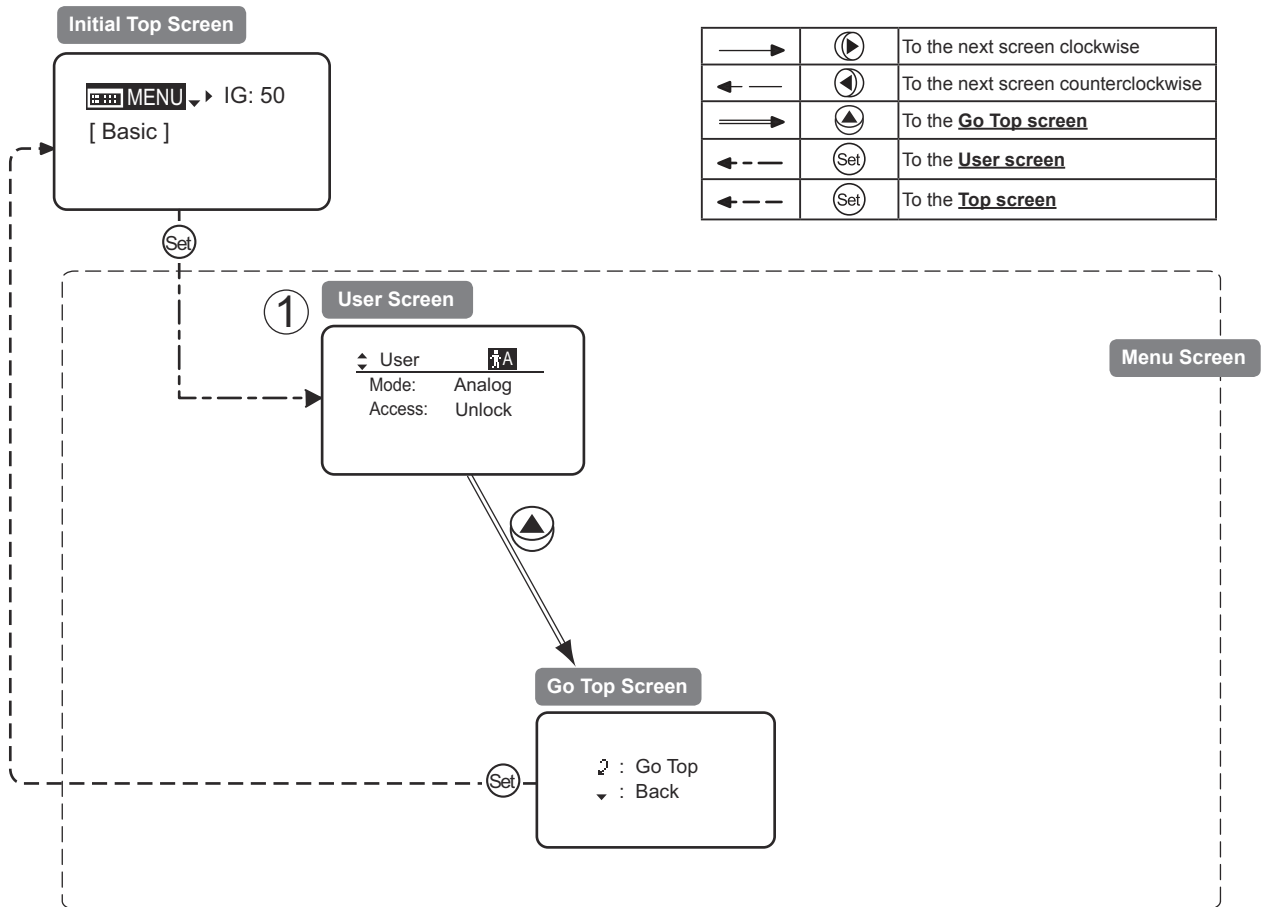 Initial Top Screen
MENU IG: 50
[ Basic ]
To the next screen clockwise
To the next screen counterclockwise
To the Go Top screen
Set To the User screen
Set To the Top screen
Set
1 User Screen
User A
Mode: Analog
Access: Unlock
Menu Screen
Go Top Screen
: Go Top
: Back
Set